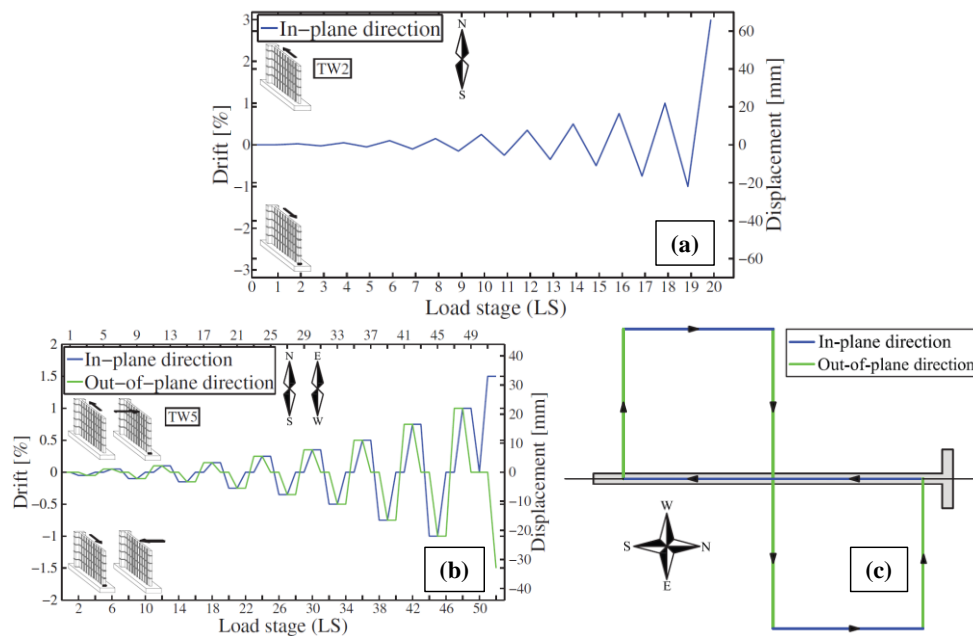 In-plane direction
TW2
N
S
3
2
1
0
-1
-2
-3
Drift [%]
60
40
20
0
-20
-40
-60
Displacement [mm]
(a)
0 1 2 3 4 5 6 7 8 9 10 11 12 13 14 15 16 17 18 19 20
Load stage (LS)
1 5 9 13 17 21 25 29 33 37 41 45 49
In-plane direction
Out-of-plane direction
TW5
N E
S W
2
1.5
1
0.5
0
-0.5
-1
-1.5
-2
Drift [%]
40
30
20
10
0
-10
-20
-30
-40
Displacement [mm]
(b)
2 6 10 14 18 22 26 30 34 38 42 46 50
Load stage (LS)
In-plane direction
Out-of-plane direction
W
S N
E
(c)